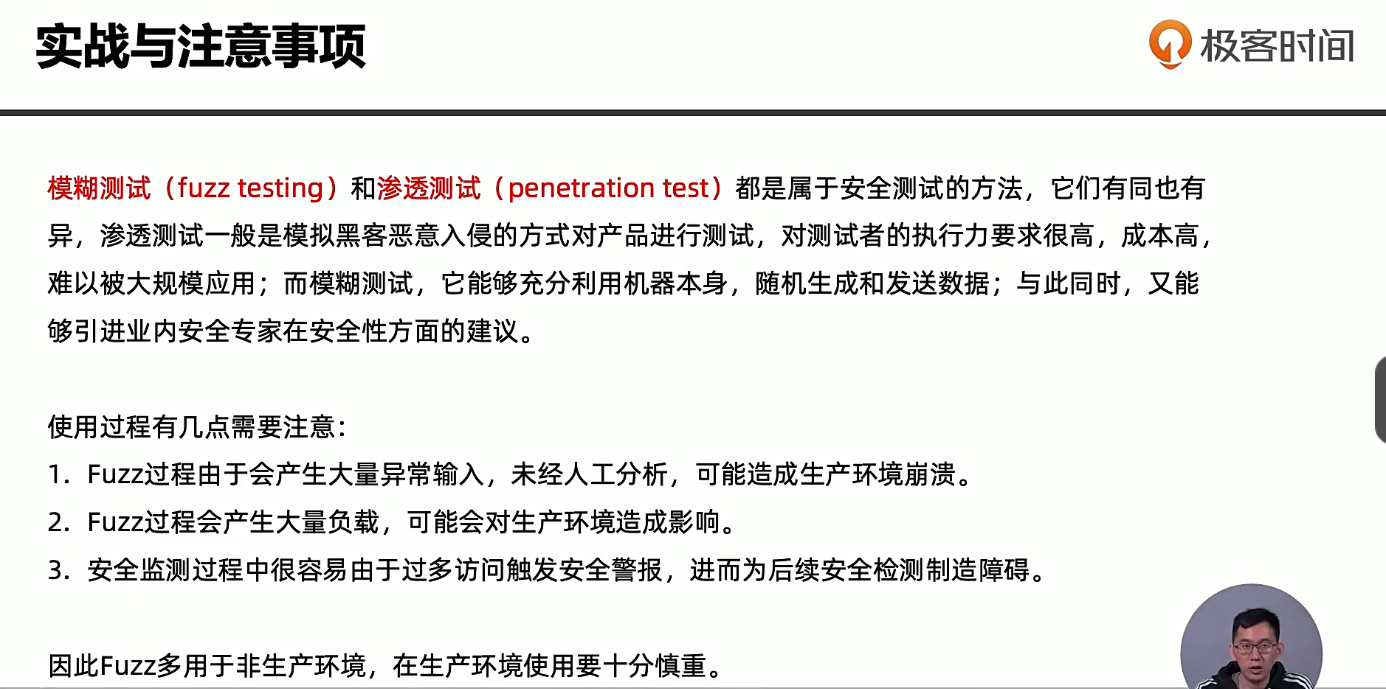 实战与注意事项
极客时间
模糊测试（fuzz testing）和渗透测试（penetration test）都是属于安全测试的方法，它们有同也有
异，渗透测试一般是模拟黑客恶意入侵的方式对产品进行测试，对测试者的执行力要求很高，成本高，
难以被大规模应用；而模糊测试，它能够充分利用机器本身，随机生成和发送数据；与此同时，又能
够引进业内安全专家在安全性方面的建议。
使用过程有几点需要注意：
1. Fuzz过程由于会产生大量异常输入，未经人工分析，可能造成生产环境崩溃。
2. Fuzz过程会产生大量负载，可能会对生产环境造成影响。
3. 安全监测过程中很容易由于过多访问触发安全警报，进而为后续安全检测制造障碍。
因此Fuzz多用于非生产环境，在生产环境使用要十分慎重。